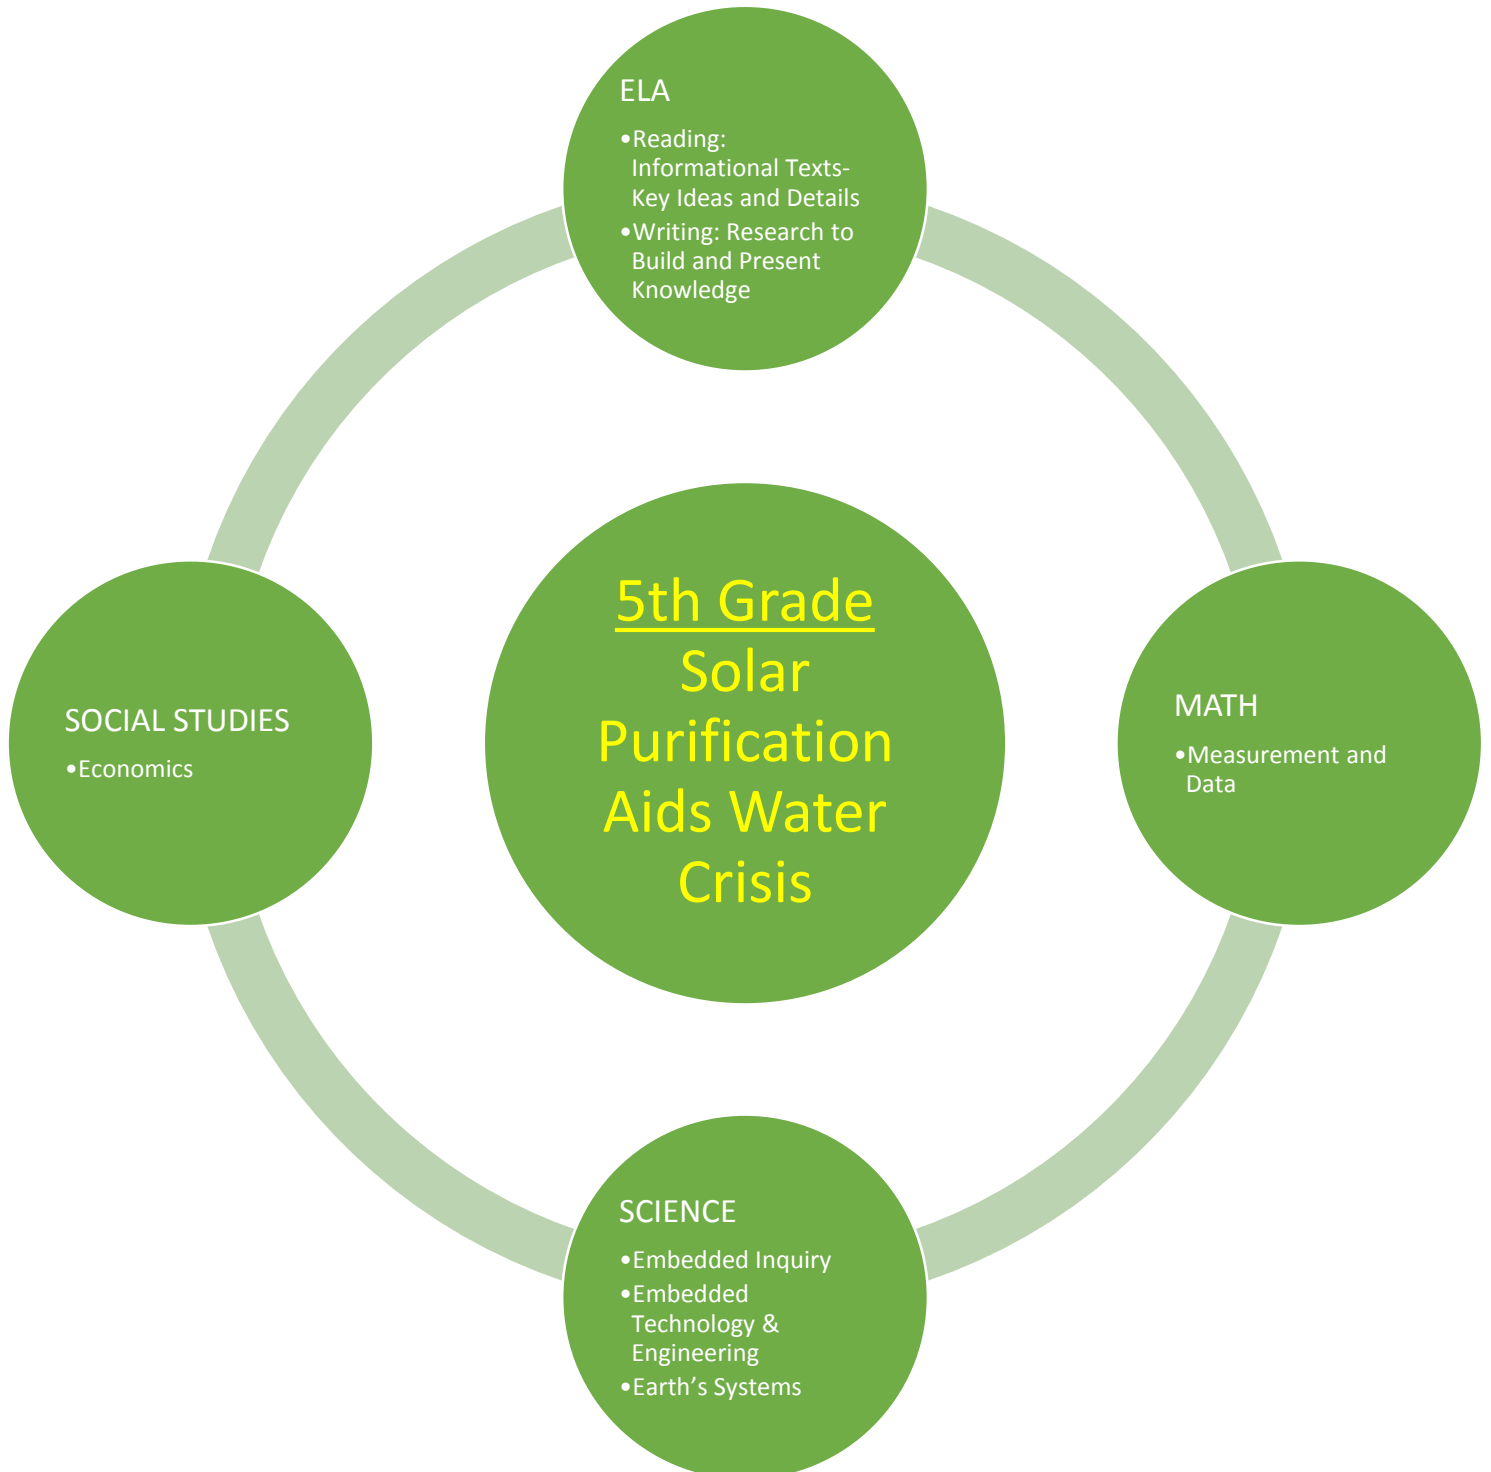 ELA
•Reading:
Informational Texts-
Key Ideas and Details
•Writing: Research to
Build and Present
Knowledge
5th Grade
Solar
Purification
Aids Water
Crisis
SOCIAL STUDIES
•Economics
MATH
•Measurement and
Data
SCIENCE
•Embedded Inquiry
•Embedded
Technology &
Engineering
•Earth’s Systems